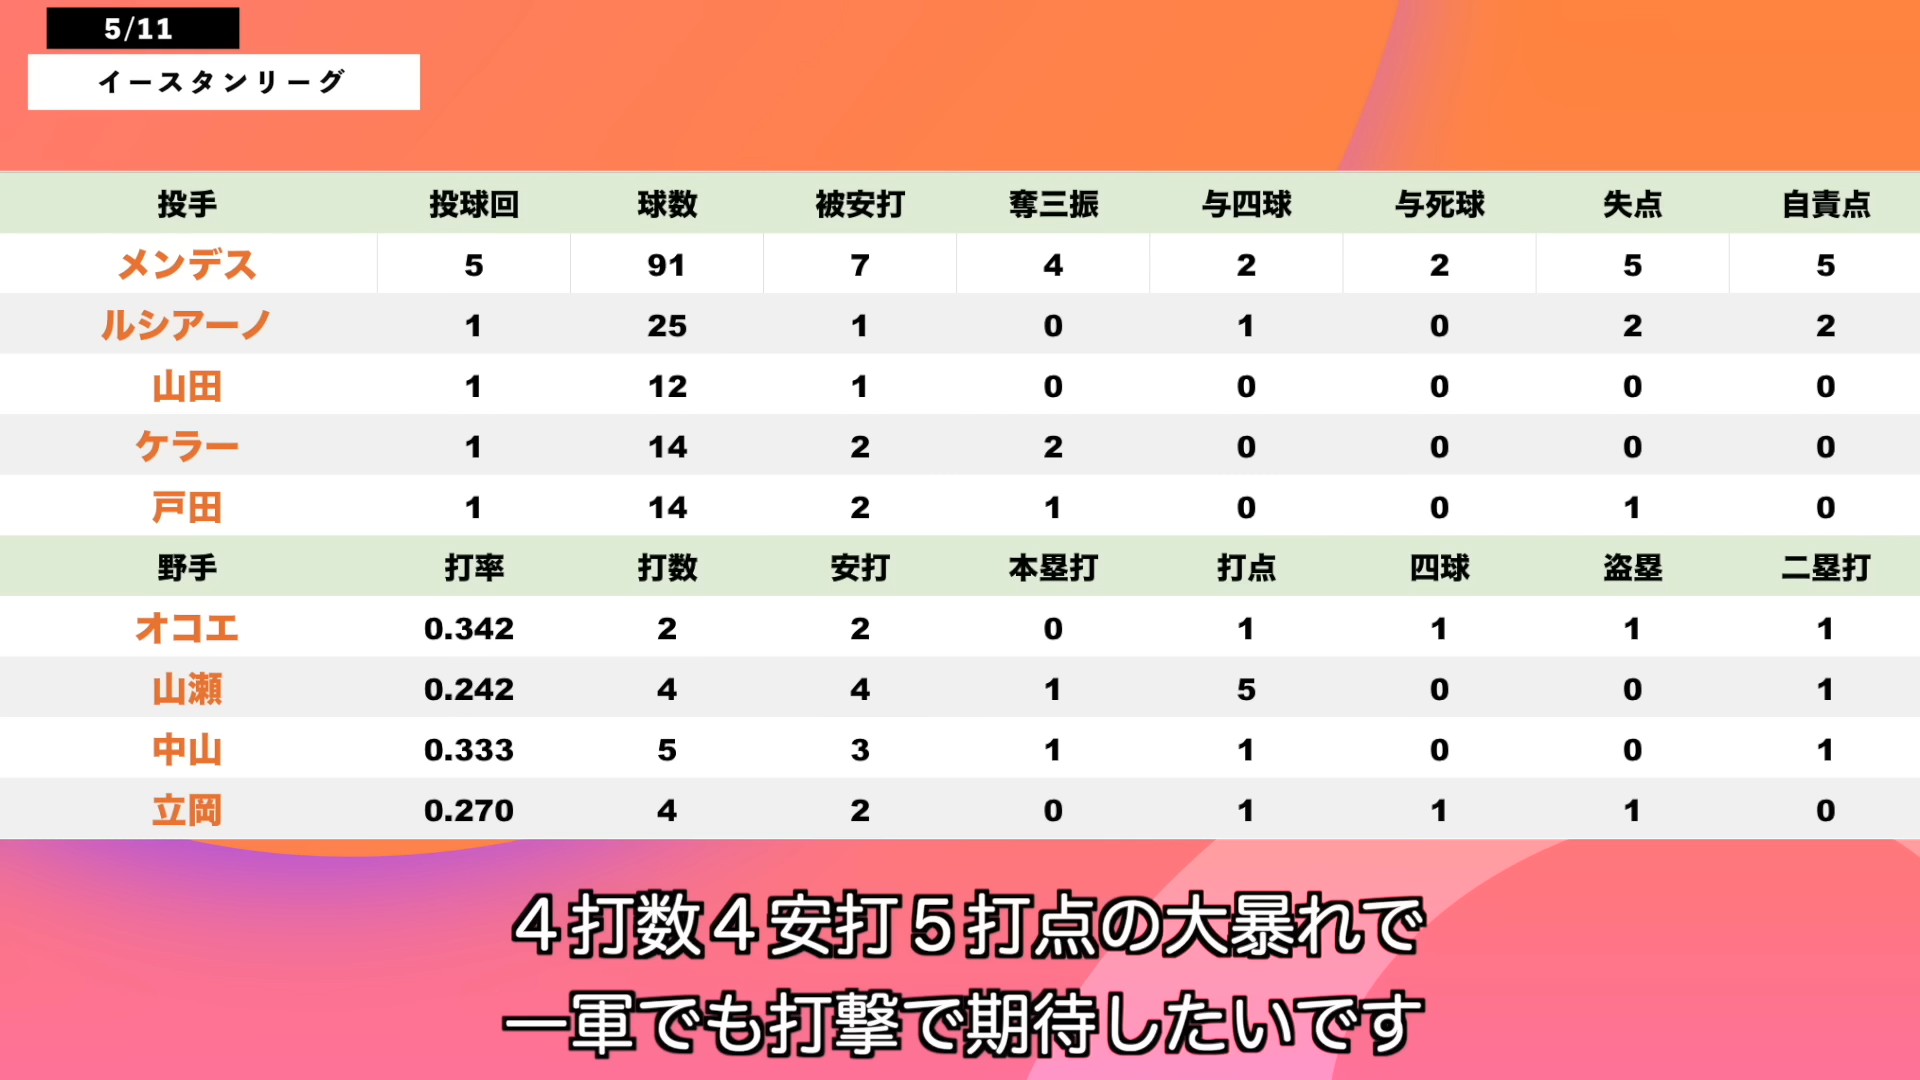 5/11
イースタンリーグ
投手 投球回 球数 被安打 奪三振 与四球 与死球 失点 自責点
メンデス 5 91 7 4 2 2 5 5
ルシアーノ 1 25 1 0 1 0 2 2
山田 1 12 1 0 0 0 0 0
ケラー 1 14 2 2 0 0 0 0
戸田 1 14 2 1 0 0 1 0
野手 打率 打数 安打 本塁打 打点 四球 盗塁 二塁打
オコエ 0.342 2 2 0 1 1 1 1
山瀬 0.242 4 4 1 5 0 0 1
中山 0.333 5 3 1 1 0 0 1
立岡 0.270 4 2 0 1 1 1 0
４打数４安打５打点の大暴れで
一軍でも打撃で期待したいです